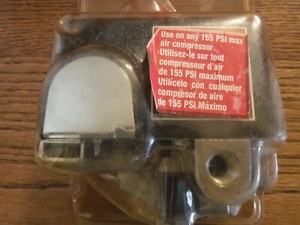 Use on any 155 PSI max
air compressor.
Utilisez-le sur tout
compresseur d'air
de 155 PSI maximum
Utilícelo con cualquier
compresor de aire
de 155 PSI Máximo